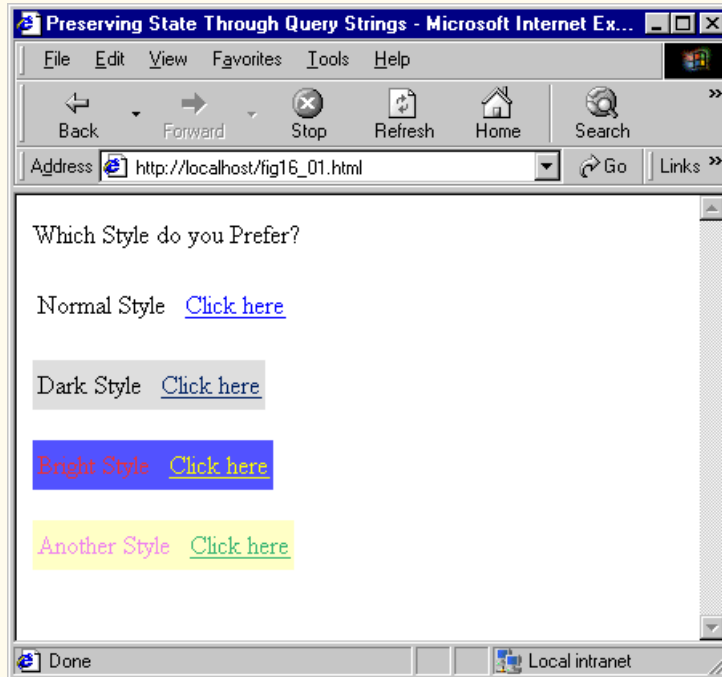 Preserving State Through Query Strings - Microsoft Internet Ex...
File Edit View Favorites Tools Help
Back Forward Stop Refresh Home Search »
Address http://localhost/fig16_01.html Go Links »
Which Style do you Prefer?
Normal Style Click here
Dark Style Click here
Bright Style Click here
Another Style Click here
Done Local intranet